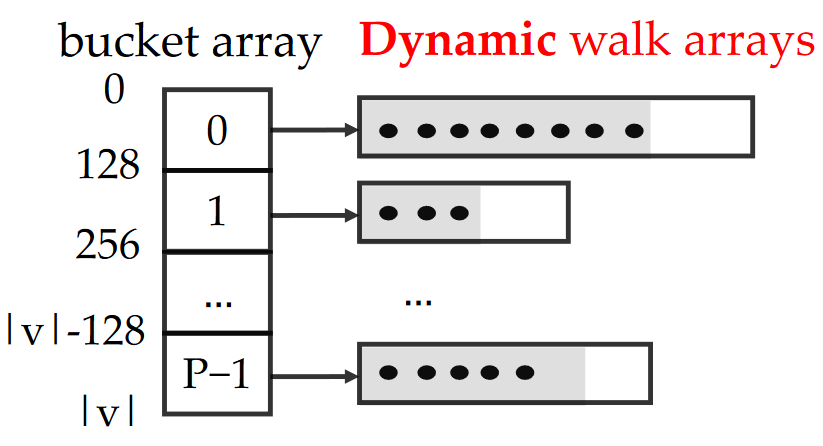 bucket array
Dynamic walk arrays
0
0
128
1
256
...
...
|v|-128
P–1
|v|